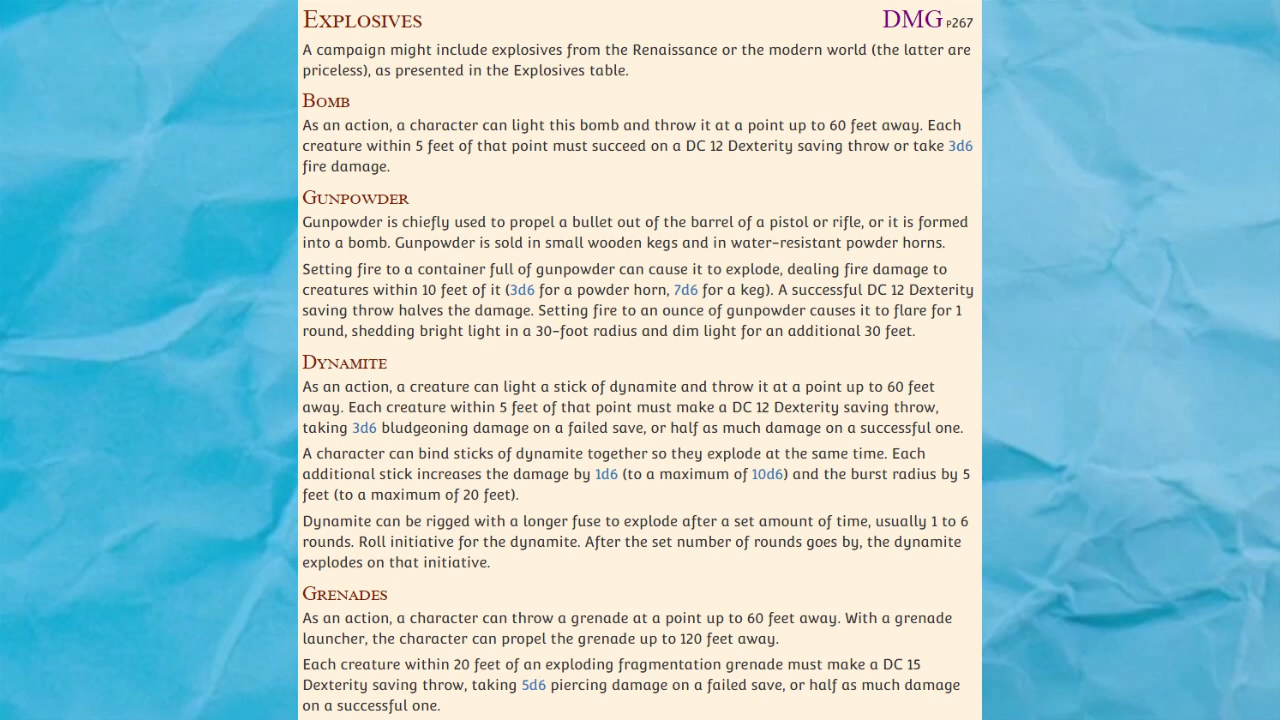 Explosives DMG p267
A campaign might include explosives from the Renaissance or the modern world (the latter are
priceless), as presented in the Explosives table.
Bomb
As an action, a character can light this bomb and throw it at a point up to 60 feet away. Each
creature within 5 feet of that point must succeed on a DC 12 Dexterity saving throw or take 3d6
fire damage.
Gunpowder
Gunpowder is chiefly used to propel a bullet out of the barrel of a pistol or rifle, or it is formed
into a bomb. Gunpowder is sold in small wooden kegs and in water-resistant powder horns.
Setting fire to a container full of gunpowder can cause it to explode, dealing fire damage to
creatures within 10 feet of it (3d6 for a powder horn, 7d6 for a keg). A successful DC 12 Dexterity
saving throw halves the damage. Setting fire to an ounce of gunpowder causes it to flare for 1
round, shedding bright light in a 30-foot radius and dim light for an additional 30 feet.
Dynamite
As an action, a creature can light a stick of dynamite and throw it at a point up to 60 feet
away. Each creature within 5 feet of that point must make a DC 12 Dexterity saving throw,
taking 3d6 bludgeoning damage on a failed save, or half as much damage on a successful one.
A character can bind sticks of dynamite together so they explode at the same time. Each
additional stick increases the damage by 1d6 (to a maximum of 10d6) and the burst radius by 5
feet (to a maximum of 20 feet).
Dynamite can be rigged with a longer fuse to explode after a set amount of time, usually 1 to 6
rounds. Roll initiative for the dynamite. After the set number of rounds goes by, the dynamite
explodes on that initiative.
Grenades
As an action, a character can throw a grenade at a point up to 60 feet away. With a grenade
launcher, the character can propel the grenade up to 120 feet away.
Each creature within 20 feet of an exploding fragmentation grenade must make a DC 15
Dexterity saving throw, taking 5d6 piercing damage on a failed save, or half as much damage
on a successful one.